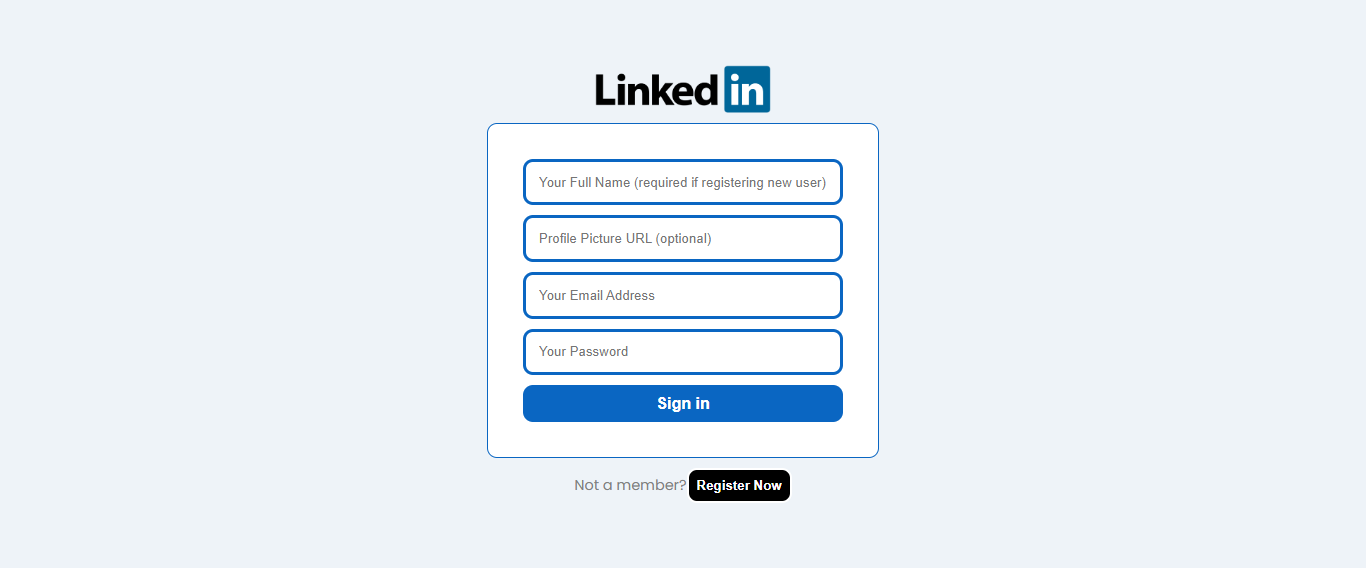 Linked in
Your Full Name (required if registering new user)
Profile Picture URL (optional)
Your Email Address
Your Password
Sign in
Not a member? Register Now